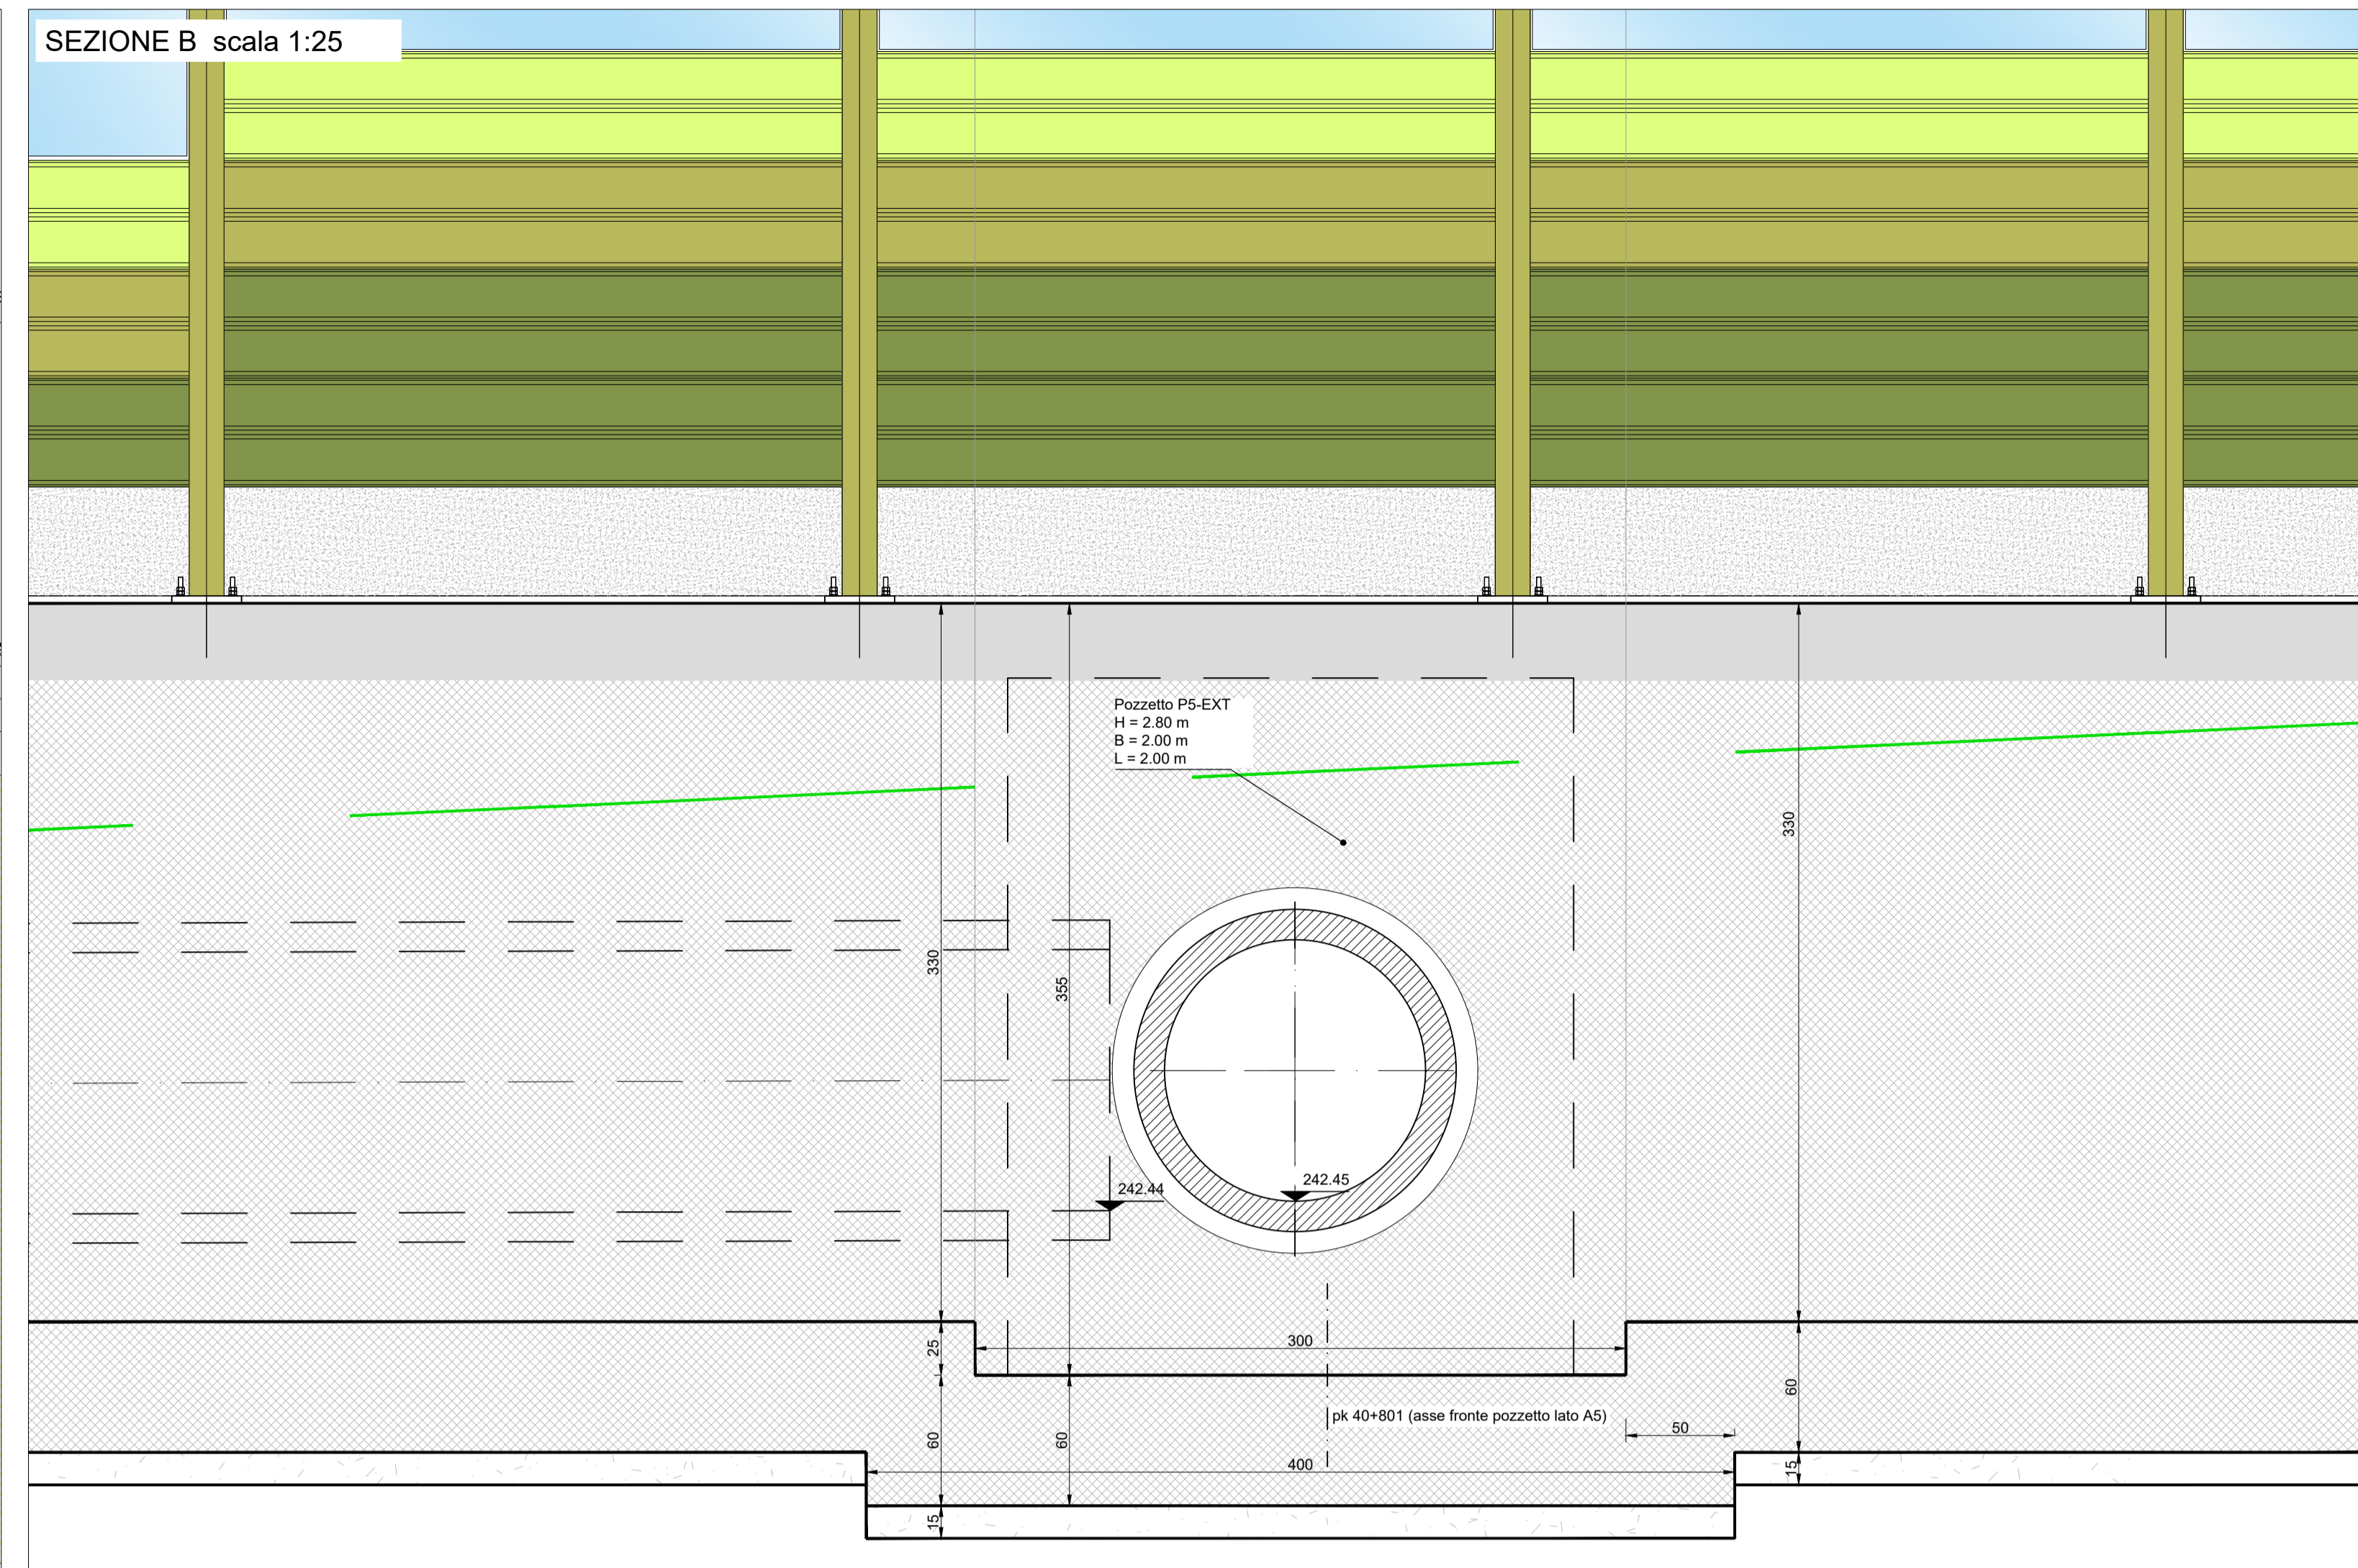 SEZIONE B  scala 1:25
Pozzetto P5-EXT
H = 2.80 m
B = 2.00 m
L = 2.00 m
330
330
355
242.44
242.45
25
300
60
pk 40+801 (asse fronte pozzetto lato A5)
50
60
60
400
15
15